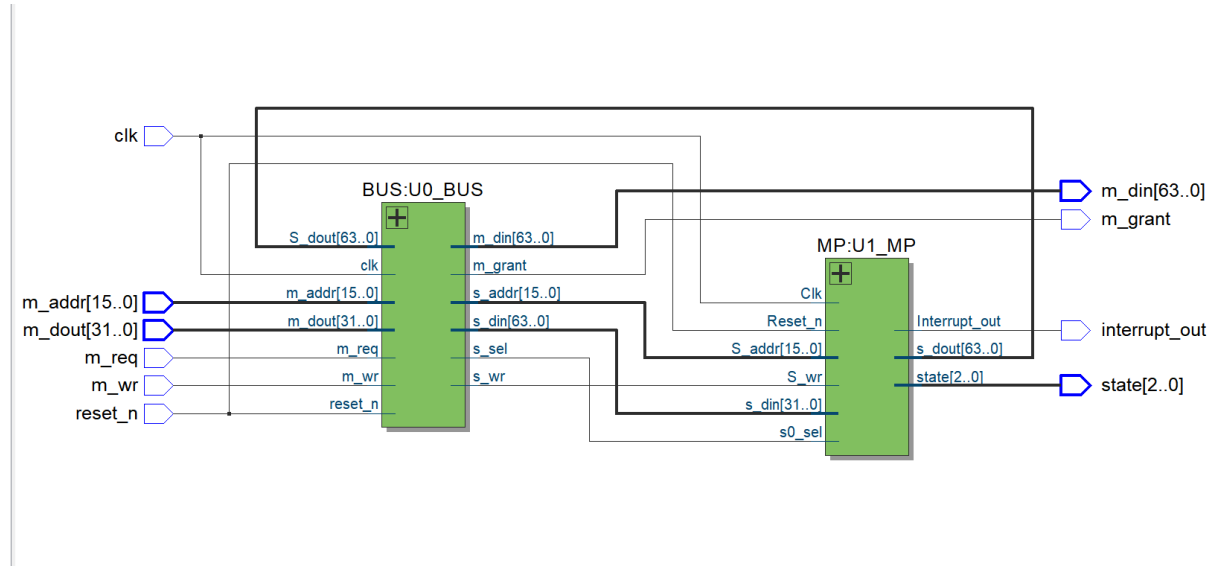 clk
m_addr[15..0]
m_dout[31..0]
m_req
m_wr
reset_n
BUS:U0_BUS
S_dout[63..0]
clk
m_addr[15..0]
m_dout[31..0]
m_req
m_wr
reset_n
m_din[63..0]
m_grant
s_addr[15..0]
s_din[63..0]
s_sel
s_wr
MP:U1_MP
Clk
Reset_n
S_addr[15..0]
S_wr
s_din[31..0]
s0_sel
Interrupt_out
s_dout[63..0]
state[2..0]
m_din[63..0]
m_grant
interrupt_out
state[2..0]